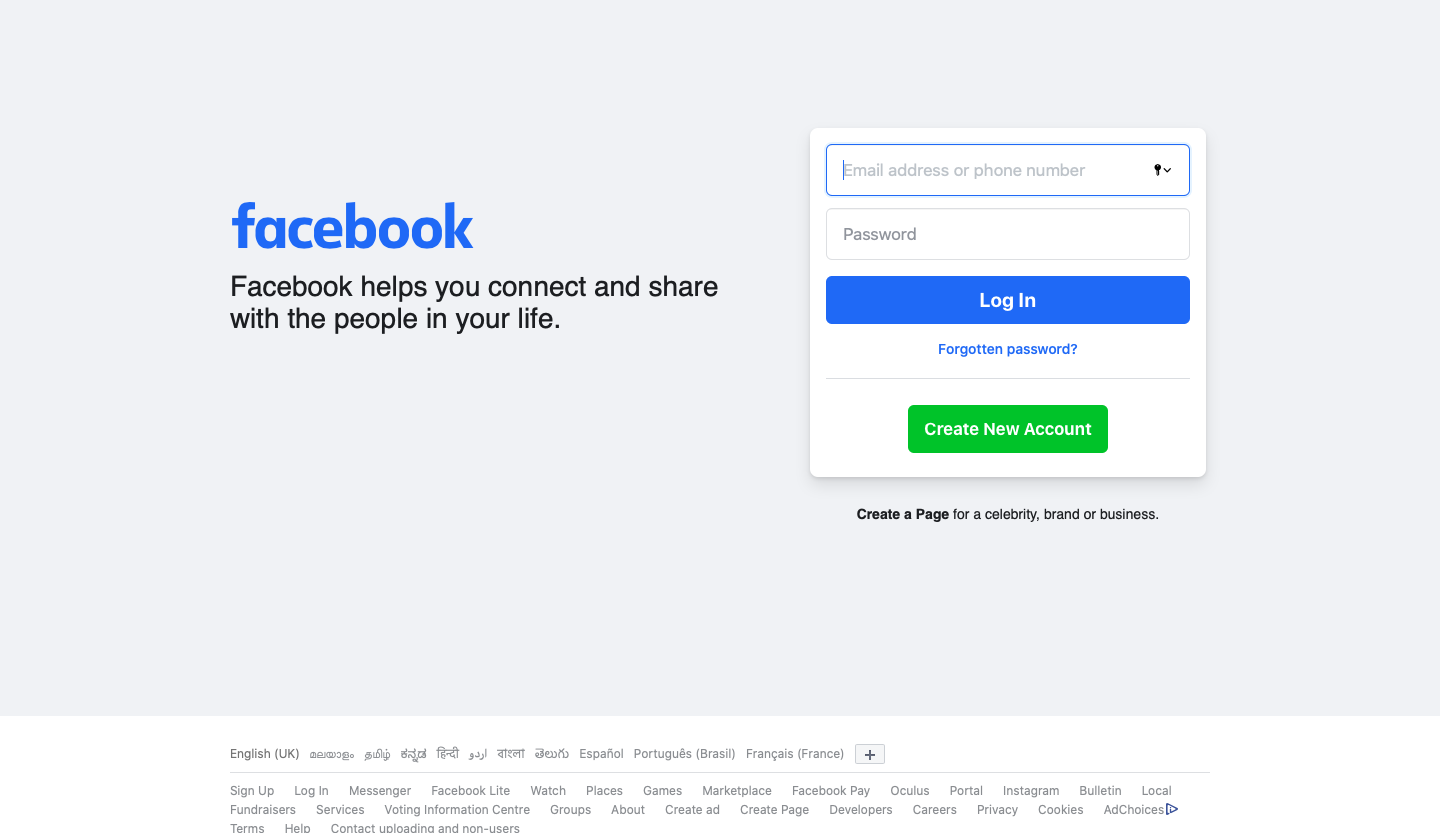 facebook
Facebook helps you connect and share
with the people in your life.
Email address or phone number
Password
Log In
Forgotten password?
Create New Account
Create a Page for a celebrity, brand or business.
English (UK) മലയാളം தமிழ் ಕನ್ನಡ हिन्दी اردو বাংলা తెలుగు Español Português (Brasil) Français (France)
Sign Up Log In Messenger Facebook Lite Watch Places Games Marketplace Facebook Pay Oculus Portal Instagram Bulletin Local
Fundraisers Services Voting Information Centre Groups About Create ad Create Page Developers Careers Privacy Cookies AdChoices
Terms Help Contact uploading and non-users